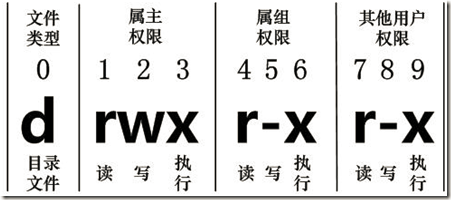 文件 属主 属组 其他用户
类型 权限 权限 权限
0 1 2 3 4 5 6 7 8 9
d rwx r-x r-x
目录 读 写 执 读 写 执 读 写 执
文件 行 行 行